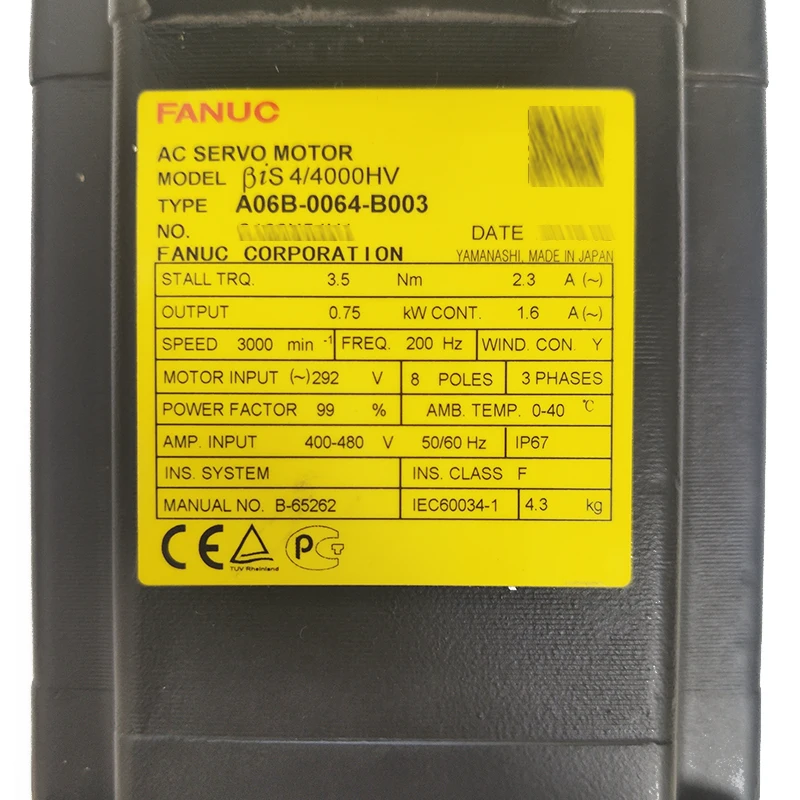 FANUC
AC SERVO MOTOR
MODEL βiS 4/4000HV
TYPE A06B-0064-B003
NO. DATE
FANUC CORPORATION YAMANASHI, MADE IN JAPAN
STALL TRQ. 3.5 Nm 2.3 A (~)
OUTPUT 0.75 kW CONT. 1.6 A(~)
SPEED 3000 min -1 FREQ. 200 Hz WIND. CON. Y
MOTOR INPUT (~)292 V 8 POLES 3 PHASES
POWER FACTOR 99 % AMB. TEMP. 0-40 ℃
AMP. INPUT 400-480 V 50/60 Hz IP67
INS. SYSTEM INS. CLASS F
MANUAL NO. B-65262 IEC60034-1 4.3 kg
CE PCT
TUV Rheinland